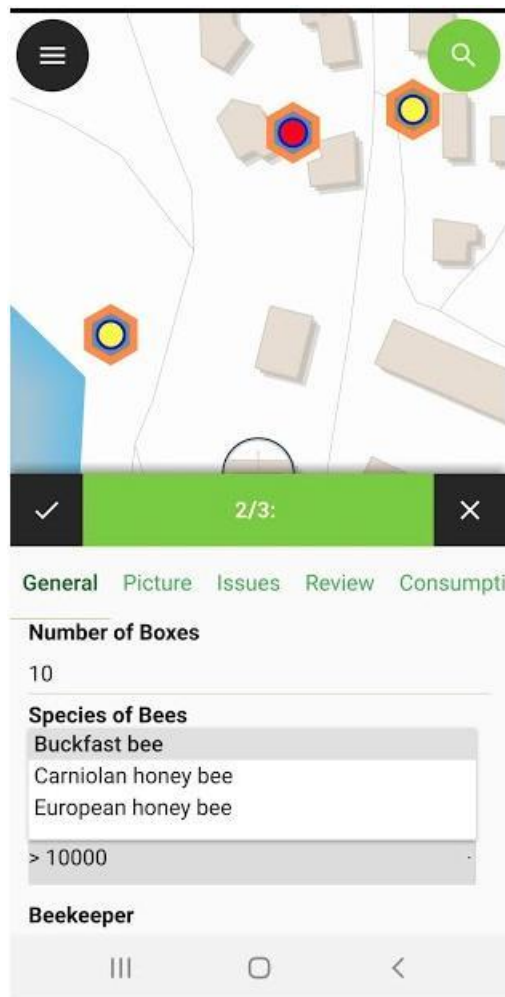 2/3:
General Picture Issues Review Consumpti
Number of Boxes
10
Species of Bees
Buckfast bee
Carniolan honey bee
European honey bee
> 10000
Beekeeper